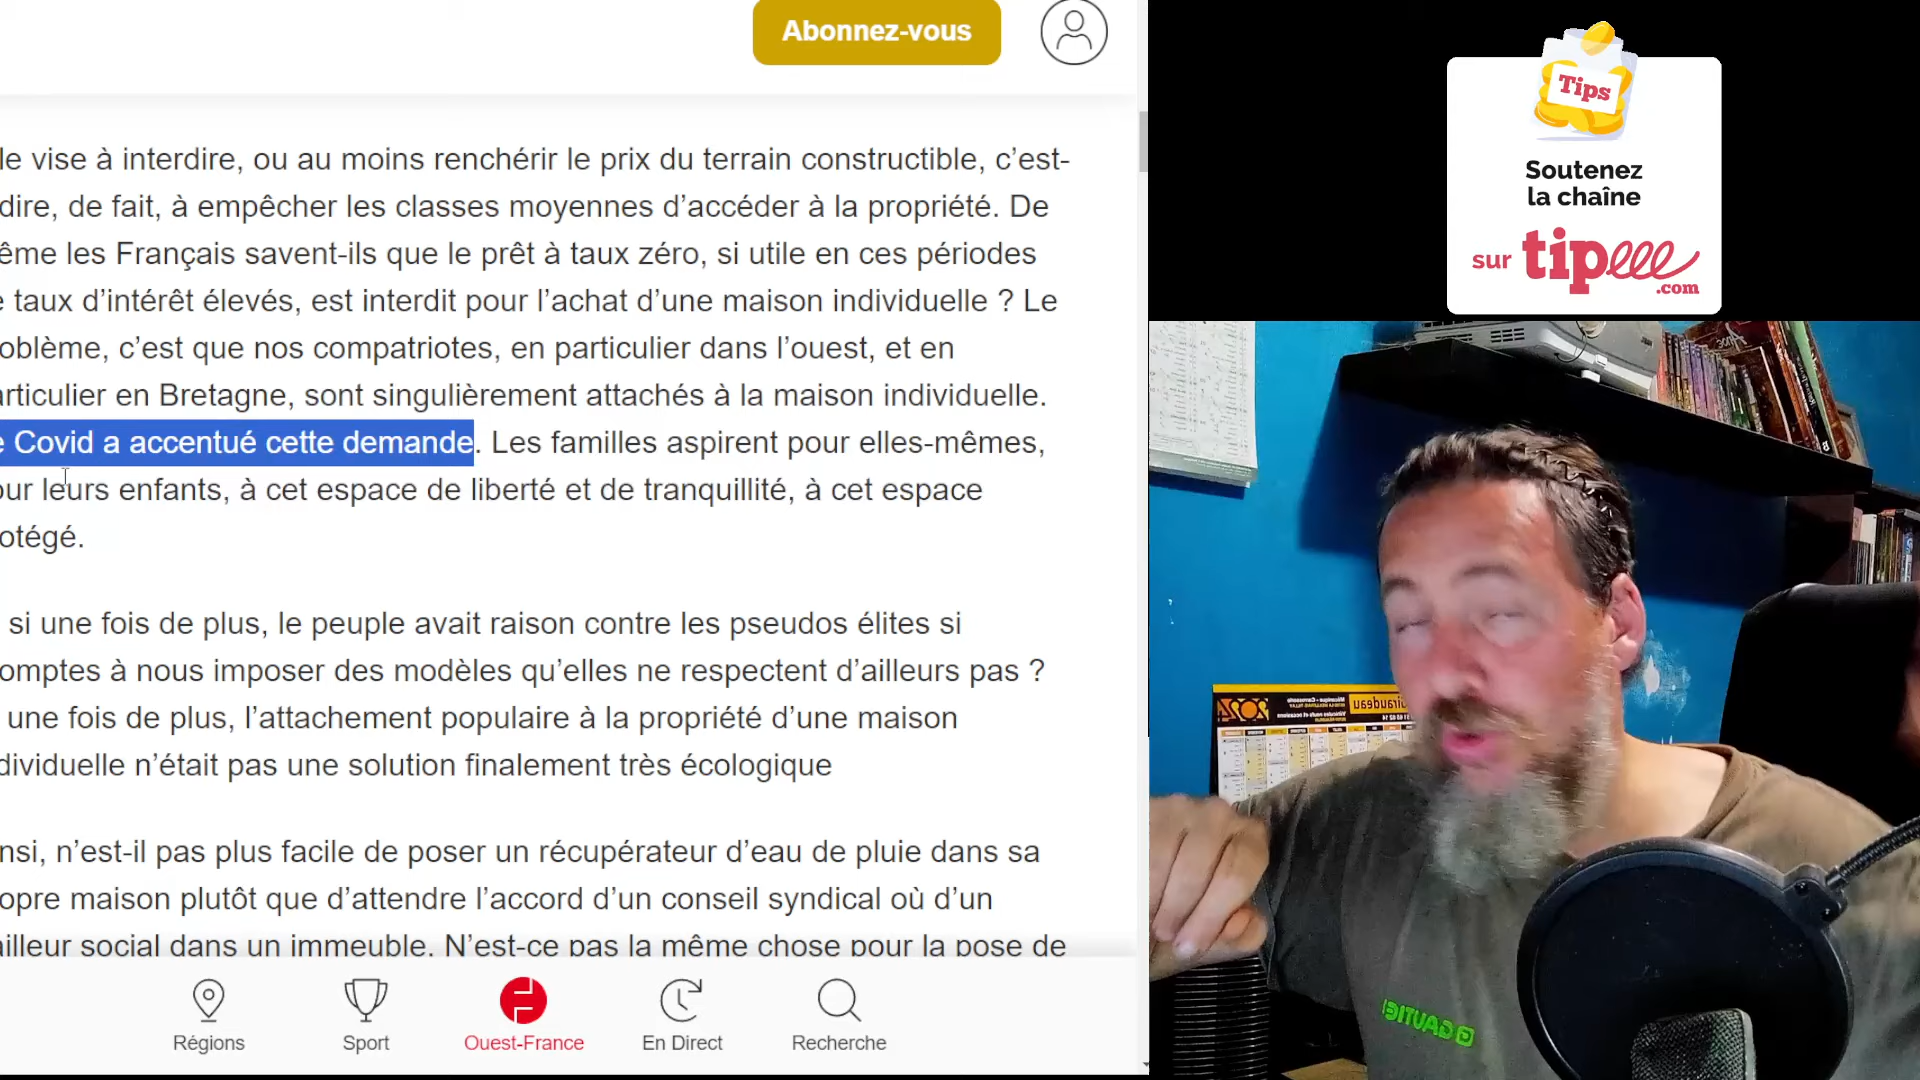 Abonnez-vous
le vise à interdire, ou au moins renchérir le prix du terrain constructible, c’est-
dire, de fait, à empêcher les classes moyennes d’accéder à la propriété. De
ême les Français savent-ils que le prêt à taux zéro, si utile en ces périodes
e taux d’intérêt élevés, est interdit pour l’achat d’une maison individuelle ? Le
oblème, c’est que nos compatriotes, en particulier dans l’ouest, et en
articulier en Bretagne, sont singulièrement attachés à la maison individuelle.
e Covid a accentué cette demande. Les familles aspirent pour elles-mêmes,
our leurs enfants, à cet espace de liberté et de tranquillité, à cet espace
otégé.
si une fois de plus, le peuple avait raison contre les pseudos élites si
omptes à nous imposer des modèles qu’elles ne respectent d’ailleurs pas ?
une fois de plus, l’attachement populaire à la propriété d’une maison
dividuelle n’était pas une solution finalement très écologique
nsi, n’est-il pas plus facile de poser un récupérateur d’eau de pluie dans sa
opre maison plutôt que d’attendre l’accord d’un conseil syndical où d’un
ailleur social dans un immeuble. N’est-ce pas la même chose pour la pose de
Régions
Sport
Ouest-France
En Direct
Recherche
Tips
Soutenez
la chaîne
sur tipeee
.com
2022
iraudeau
GAUTIER